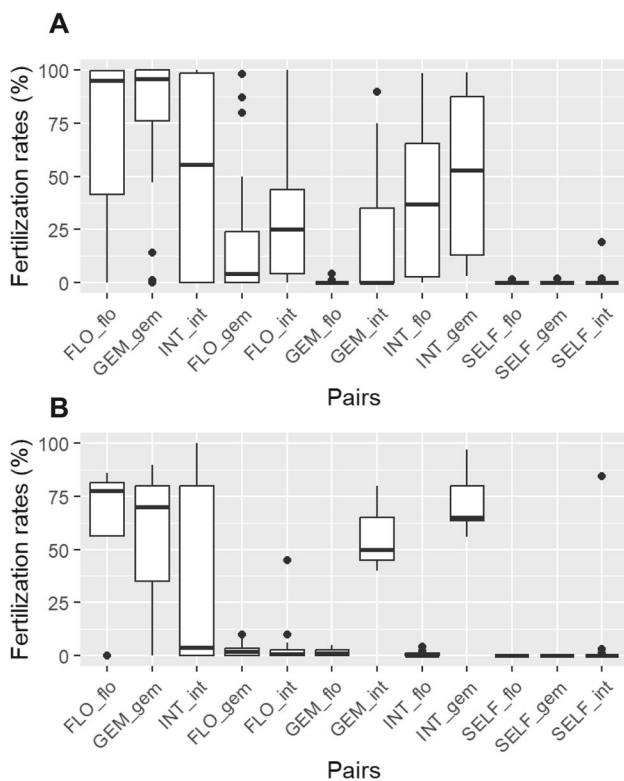 A
Fertilization rates (%)
100
75
50
25
0
FLO_flo
GEM_gem
INT_int
FLO_gem
FLO_int
GEM_flo
GEM_int
INT_flo
INT_gem
SELF_flo
SELF_gem
SELF_int
Pairs
B
Fertilization rates (%)
100
75
50
25
0
FLO_flo
GEM_gem
INT_int
FLO_gem
FLO_int
GEM_flo
GEM_int
INT_flo
INT_gem
SELF_flo
SELF_gem
SELF_int
Pairs